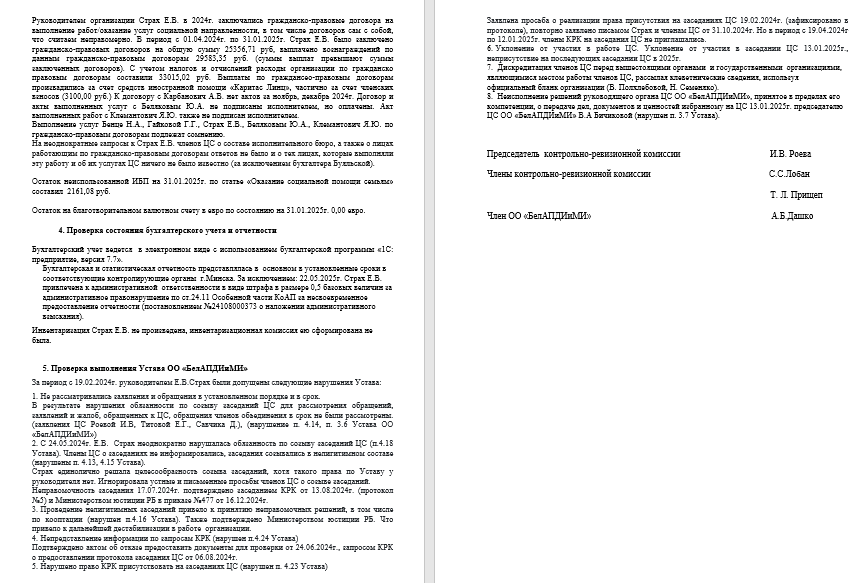 Руководителем организации Страх Е.В. в 2024г. заключались гражданско-правовые договора на
выполнение работ/оказание услуг социальной направленности, в том числе договора сам с собой,
что считаем неправомерно. В период с 01.04.2024г. по 31.01.2025г. Страх Е.В. было заключено
гражданско-правовых договоров на общую сумму 25356,71 руб, выплачено вознаграждений по
данным гражданско-правовым договорам 29583,35 руб. (суммы выплат превышают суммы
заключенных договоров). С учетом налогов и отчислений расходы организации по гражданско
правовым договорам составили 33015,02 руб. Выплаты по гражданско-правовым договорам
производились за счет средств иностранной помощи «Каритас Линц», частично за счет членских
взносов (3100,00 руб.) К договору с Карбанович А.В. нет актов за ноябрь, декабрь 2024г. Договор и
акты выполненных услуг с Беляковым Ю.А. не подписаны исполнителем, но оплачены. Акт
выполненных работ с Клемантович Я.Ю. также не подписан исполнителем.
Выполнение услуг Бенце Н.А., Гайковой Г.Г., Страх Е.В., Беляковым Ю.А., Клемантович Я.Ю. по
гражданско-правовым договорам подлежат сомнению.
На неоднократные запросы к Страх Е.В. членов ЦС о составе исполнительного бюро, а также о лицах
работающим по гражданско-правовым договорам ответов не было и о тех лицах, которые выполняли
эту работу и об их услугах ЦС ничего не было известно (за исключением бухгалтера Буяльской).
Остаток неиспользованной ИБП на 31.01.2025г. по статье «Оказание социальной помощи семьям»
составил 2161,08 руб.
Остаток на благотворительном валютном счету в евро по состоянию на 31.01.2025г. 0,00 евро.
4. Проверка состояния бухгалтерского учета и отчетности
Бухгалтерский учет ведется в электронном виде с использованием бухгалтерской программы «1С:
предприятие, версия 7.7».
Бухгалтерская и статистическая отчетность представлялась в основном в установленные сроки в
соответствующие контролирующие органы г.Минска. За исключением: 22.05.2025г. Страх Е.В.
привлечена к административной ответственности в виде штрафа в размере 0,5 базовых величин за
административное правонарушение по ст.24.11 Особенной части КоАП за несвоевременное
предоставление отчетности (постановлением №24108000373 о наложении административного
взыскания).
Инвентаризация Страх Е.В. не произведена, инвентаризационная комиссия ею сформирована не
была.
5. Проверка выполнения Устава ОО «БелАПДИиМИ»
За период с 19.02.2024г. руководителем Е.В.Страх были допущены следующие нарушения Устава:
1. Не рассматривались заявления и обращения в установленном порядке и в срок.
В результате нарушения обязанности по созыву заседаний ЦС для рассмотрения обращений,
заявлений и жалоб, обращенных к ЦС, обращения членов объединения в срок не были рассмотрены.
(заявления ЦС Роевой И.В, Титовой Е.Г., Савчика Д.), (нарушение п. 4.14, п. 3.6 Устава ОО
«БелАПДИиМИ»)
2. С 24.05.2024г. Е.В. Страх неоднократно нарушалась обязанность по созыву заседаний ЦС (п.4.18
Устава). Члены ЦС о заседаниях не информировались, заседания созывались в нелигитимном составе
(нарушены п. 4.13, 4.15 Устава).
Страх единолично решала целесообразность созыва заседаний, хотя такого права по Уставу у
руководителя нет. Игнорировала устные и письменные просьбы членов ЦС о созыве заседаний.
Неправомочность заседания 17.07.2024г. подтверждено заседанием КРК от 13.08.2024г. (протокол
№5) и Министерством юстиции РБ в приказе №477 от 16.12.2024г.
3. Проведение нелигитимных заседаний привело к принятию неправомочных решений, в том числе
по кооптации (нарушен п.4.16 Устава). Также подтверждено Министерством юстиции РБ. Что
привело к дальнейшей дестабилизации в работе организации.
4. Непредставление информации по запросам КРК (нарушен п.4.24 Устава)
Подтверждено актом об отказе предоставить документы для проверки от 24.06.2024г., запросом КРК
о предоставлении протокола заседания ЦС от 06.08.2024г.
5. Нарушено право КРК присутствовать на заседаниях ЦС (нарушен п. 4.23 Устава)
Заявлена просьба о реализации права присутствия на заседаниях ЦС 19.02.2024г. (зафиксировано в
протоколе), повторно заявлено письмом Страх и членам ЦС от 31.10.2024г. Но в период с 19.04.2024г
по 12.01.2025г. члены КРК на заседания ЦС не приглашались.
6. Уклонение от участия в работе ЦС. Уклонение от участия в заседании ЦС 13.01.2025г.,
неприсутствие на последующих заседаниях ЦС в 2025г.
7. Дискридитация членов ЦС перед вышестоящими органами и государственными организациями,
являющимися местом работы членов ЦС, рассылая клеветнические сведения, используя
официальный бланк организации (В. Полхлебовой, Н. Семеняко).
8. Неисполнение решений руководящего органа ЦС ОО «БелАПДИиМИ», принятое в пределах его
компетенции, о передаче дел, документов и ценностей избранному на ЦС 13.01.2025г. председателю
ЦС ОО «БелАПДИиМИ» В.А Бичиковой (нарушен п. 3.7 Устава).
Председатель контрольно-ревизионной комиссии И.В. Роева
Члены контрольно-ревизионной комиссии С.С.Лобан
Т. Л. Прищеп
Член ОО «БелАПДИиМИ» А.Б.Дашко